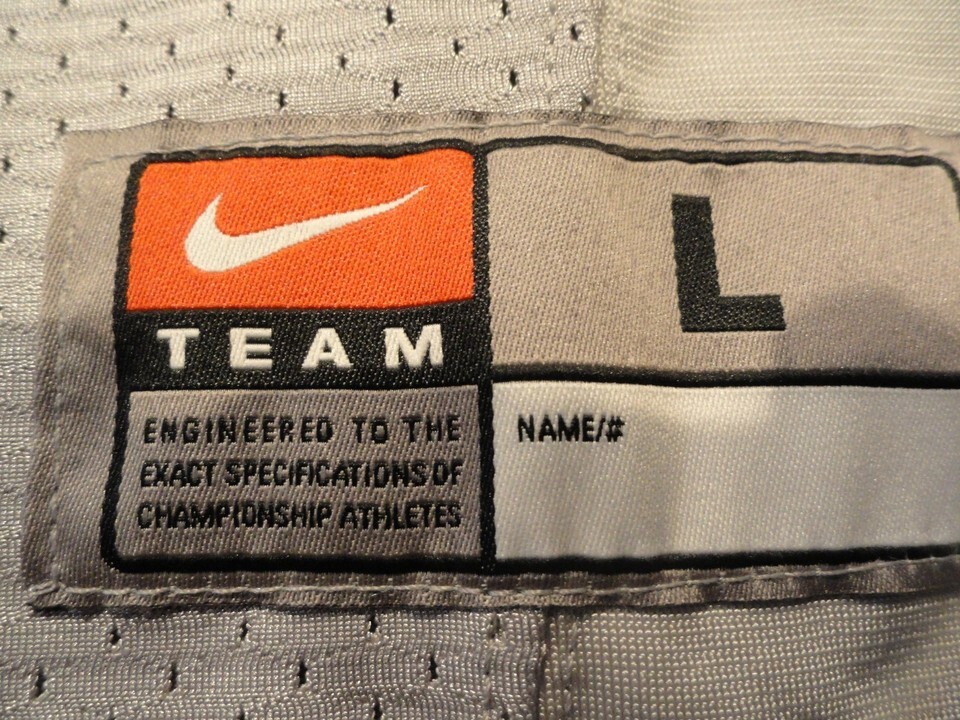 TEAM
ENGINEERED TO THE
EXACT SPECIFICATIONS OF
CHAMPIONSHIP ATHLETES
L
NAME/#